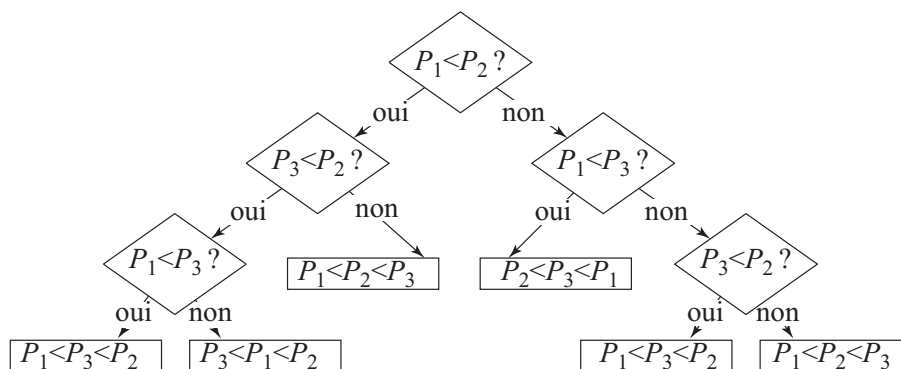 P₁<P₂ ?
oui non
P₃<P₂ ? P₁<P₃ ?
oui non oui non
P₁<P₃ ? P₁<P₂<P₃ P₂<P₃<P₁ P₃<P₂ ?
oui non oui non
P₁<P₃<P₂ P₃<P₁<P₂ P₁<P₃<P₂ P₁<P₂<P₃